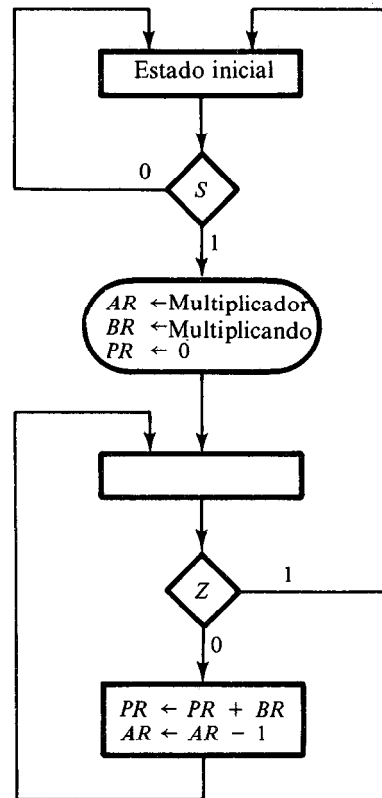 Estado inicial
0
S
1
AR ←Multiplicador
BR ←Multiplicando
PR ← 0
Z
1
0
PR ← PR + BR
AR ← AR − 1